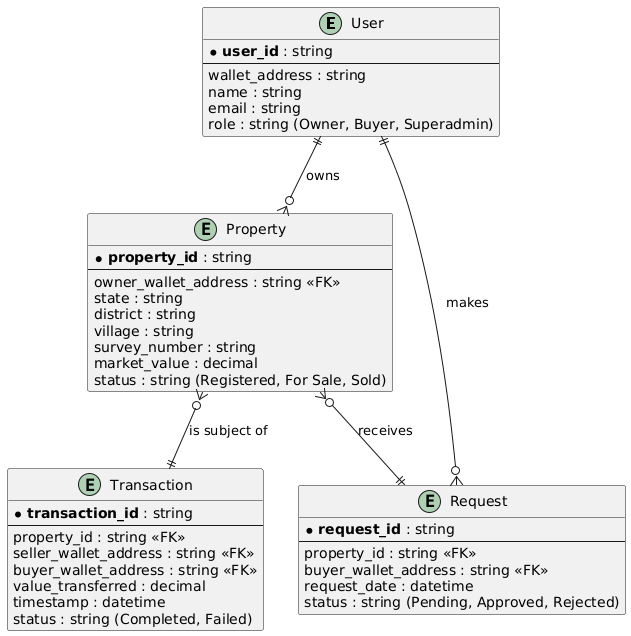 E User
* user_id : string
wallet_address : string
name : string
email : string
role : string (Owner, Buyer, Superadmin)
owns
E Property
* property_id : string
owner_wallet_address : string «FK»
state : string
district : string
village : string
survey_number : string
market_value : decimal
status : string (Registered, For Sale, Sold)
makes
is subject of
receives
E Transaction
* transaction_id : string
property_id : string «FK»
seller_wallet_address : string «FK»
buyer_wallet_address : string «FK»
value_transferred : decimal
timestamp : datetime
status : string (Completed, Failed)
E Request
* request_id : string
property_id : string «FK»
buyer_wallet_address : string «FK»
request_date : datetime
status : string (Pending, Approved, Rejected)